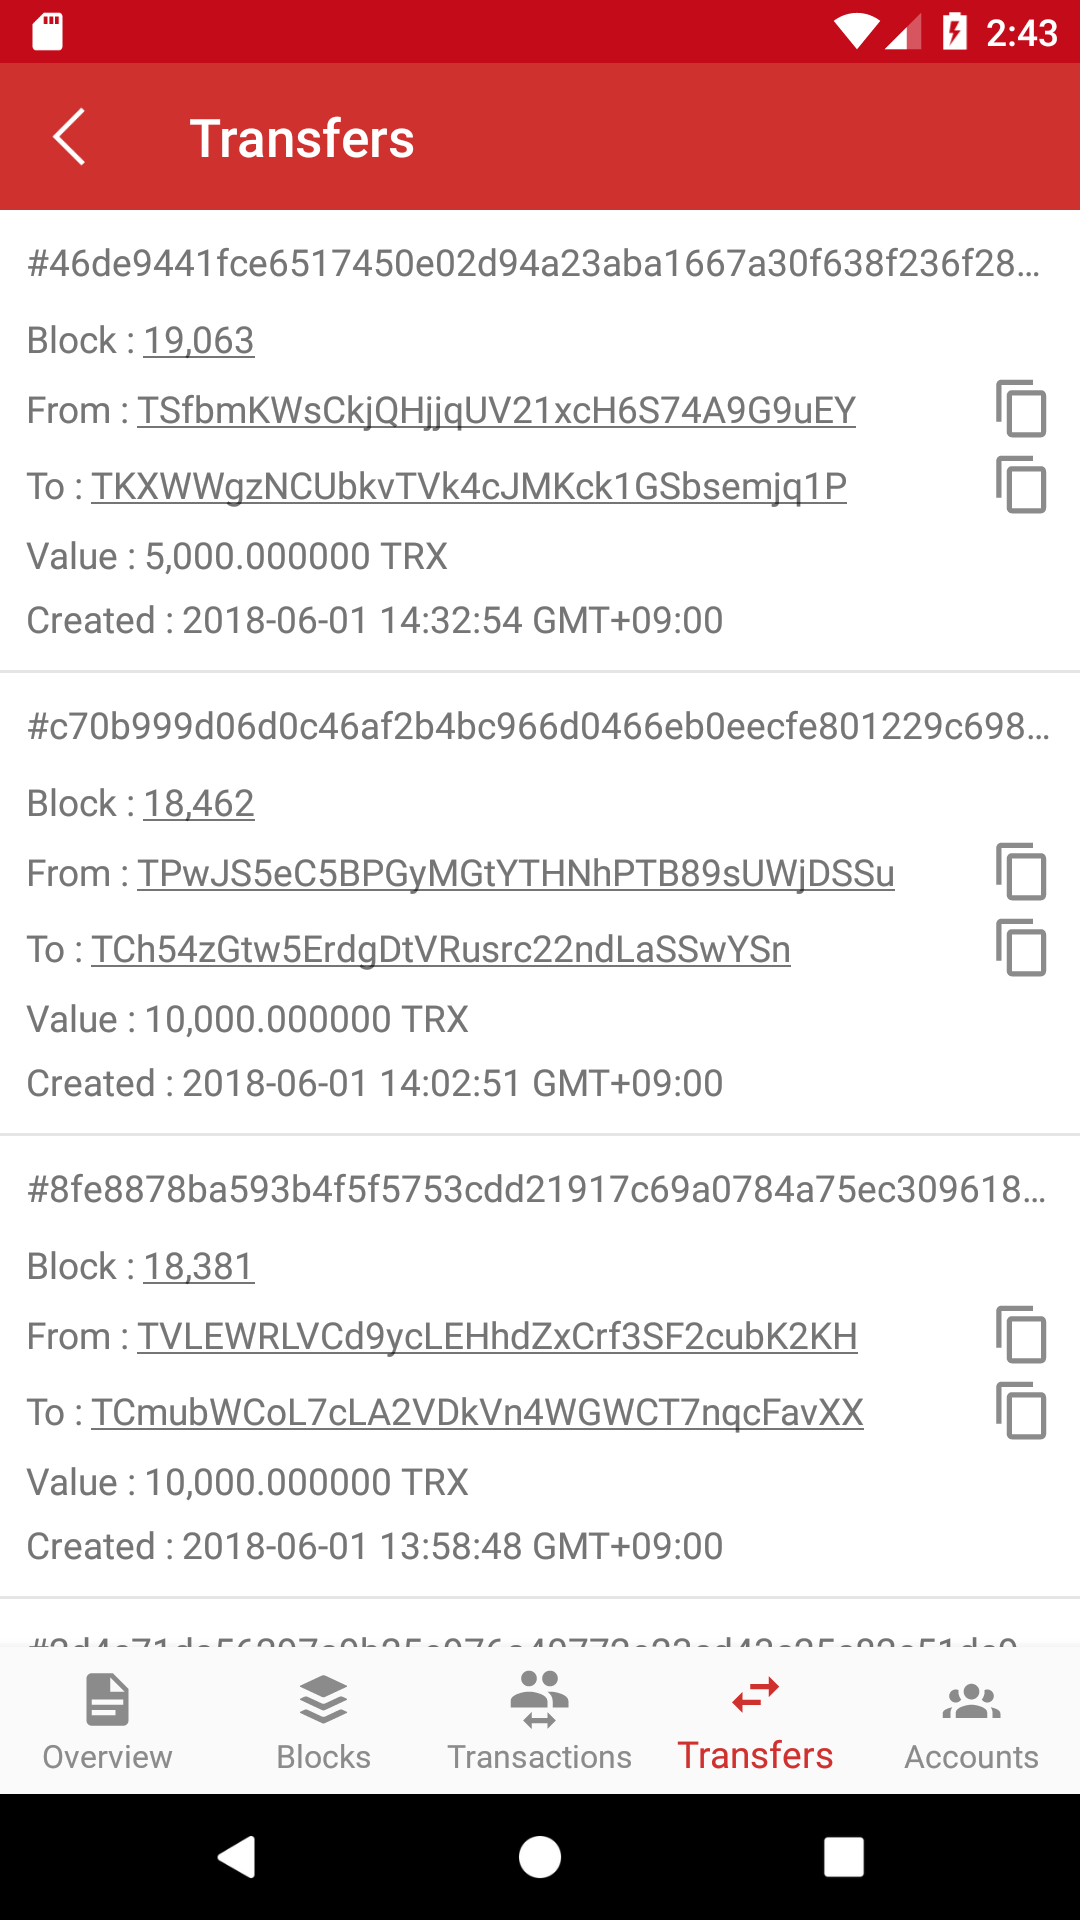 2:43
Transfers
#46de9441fce6517450e02d94a23aba1667a30f638f236f28...
Block : 19,063
From : TSfbmKWsCkjQHjjqUV21xcH6S74A9G9uEY
To : TKXWWgzNCUbkvTVk4cJMKck1GSbsemjq1P
Value : 5,000.000000 TRX
Created : 2018-06-01 14:32:54 GMT+09:00
#c70b999d06d0c46af2b4bc966d0466eb0eecfe801229c698...
Block : 18,462
From : TPwJS5eC5BPGyMGtYTHNhPTB89sUWjDSSu
To : TCh54zGtw5ErdgDtVRusrc22ndLaSSwYSn
Value : 10,000.000000 TRX
Created : 2018-06-01 14:02:51 GMT+09:00
#8fe8878ba593b4f5f5753cdd21917c69a0784a75ec309618...
Block : 18,381
From : TVLEWRLVCd9ycLEHhdZxCrf3SF2cubK2KH
To : TCmubWCoL7cLA2VDkVn4WGWCT7nqcFavXX
Value : 10,000.000000 TRX
Created : 2018-06-01 13:58:48 GMT+09:00
Overview
Blocks
Transactions
Transfers
Accounts